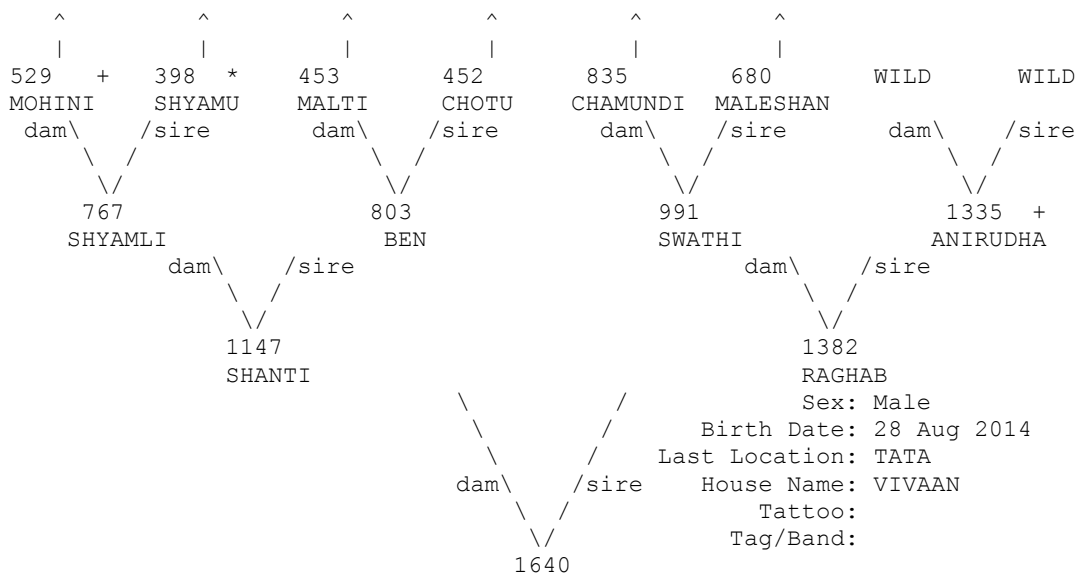 ^ ^ ^ ^ ^ ^
| | | | | |
529 + 398 * 453 452 835 680 WILD WILD
MOHINI SHYAMU MALTI CHOTU CHAMUNDI MALESHAN
dam\ /sire dam\ /sire dam\ /sire dam\ /sire
\ / \ / \ / \ /
\/ \/ \/ \/
767 803 991 1335 +
SHYAMLI BEN SWATHI ANIRUDHA
dam\ /sire dam\ /sire
\ / \ /
\/ \/
1147 1382
SHANTI RAGHAB
\ / Sex: Male
\ / Birth Date: 28 Aug 2014
\ / Last Location: TATA
dam\ /sire House Name: VIVAAN
\ / Tattoo:
\/ Tag/Band:
1640